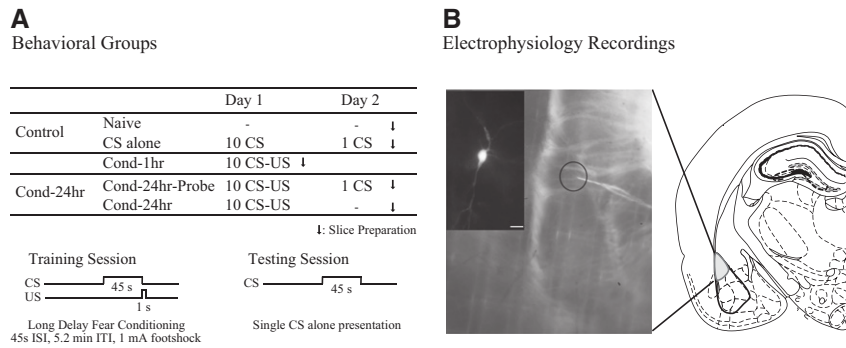 A
Behavioral Groups
Day 1 Day 2
Control Naive - - ↓
CS alone 10 CS 1 CS ↓
Cond-1hr 10 CS-US ↓
Cond-24hr Cond-24hr-Probe 10 CS-US 1 CS ↓
Cond-24hr 10 CS-US - ↓
↓: Slice Preparation
Training Session
CS 45 s
US
1 s
Long Delay Fear Conditioning
45s ISI, 5.2 min ITI, 1 mA footshock
Testing Session
CS 45 s
Single CS alone presentation
B
Electrophysiology Recordings